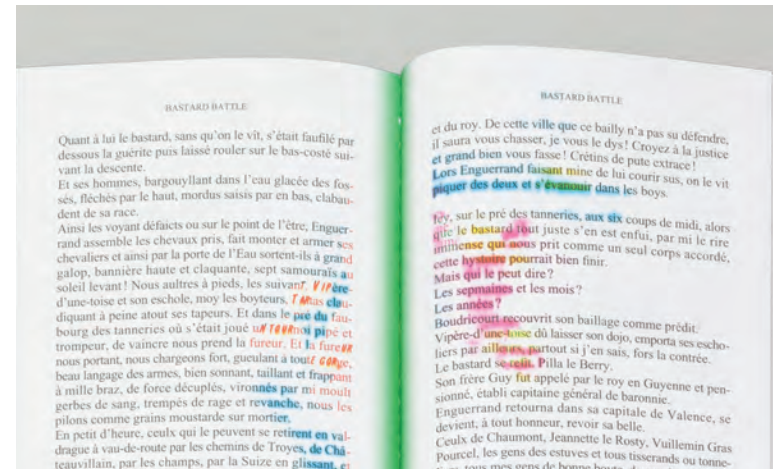 BASTARD BATTLE
Quant à lui le bastard, sans qu'on le vît, s'était faufilé par
dessous la guérite puis laissé rouler sur le bas-costé sui-
vant la descente.
Et ses hommes, bargouyllant dans l'eau glacée des fos-
sés, fléchés par le haut, mordus saisis par en bas, clabau-
dent de sa race.
Ainsi les voyant défaicts ou sur le point de l'être, Enguer-
rand assemble les chevaux pris, fait monter et armer ses
chevaliers et ainsi par la porte de l'Eau sortent-ils à grand
galop, bannière haute et claquante, sept samouraïs au
soleil levant ! Nous aultres à pieds, les suivant. VIPère-
d'une-toise et son eschole, moy les boyteurs, TArtas clau-
diquant à peine atout ses tapeurs. Et dans le pré du fau-
bourg des tanneries où s'était joué uN TOURnoi pipé et
trompeur, de vaincre nous prend la fureur. Et la fureUR
nous portant, nous chargeons fort, gueulant à toutE GORge,
beau langage des armes, bien sonnant, taillant et frappant
à mille braz, de force décuplés, vironnés par mi moult
gerbes de sang, trempés de rage et revanche, nous les
pilons comme grains moustarde sur mortier.
En petit d'heure, ceulx qui le peuvent se retirent en val-
drague à vau-de-route par les chemins de Troyes, de Châ-
teauvillain, par les champs, par la Suize en glissant, et
BASTARD BATTLE
et du roy. De cette ville que ce bailly n'a pas su défendre,
il saura vous chasser, je vous le dys ! Croyez à la justice
et grand bien vous fasse ! Crétins de pute extrace !
Lors Enguerrand faisant mine de lui courir sus, on le vit
piquer des deux et s'évanouir dans les boys.
Icy, sur le pré des tanneries, aux six coups de midi, alors
que le bastard tout juste s'en est enfui, par mi le rire
immense qui nous prit comme un seul corps accordé,
cette hystoire pourrait bien finir.
Mais qui le peut dire ?
Les sepmaines et les mois ?
Les années ?
Boudricourt recouvrit son baillage comme prédit.
Vipère-d'une-toise dû laisser son dojo, emporta ses escho-
liers par ailleurs, partout si j'en sais, fors la contrée.
Le bastard se reüt. Pilla le Berry.
Son frère Guy fut appelé par le roy en Guyenne et pen-
sionné, établi capitaine général de baronnie.
Enguerrand retourna dans sa capitale de Valence, se
devient, à tout honneur, revoir sa belle.
Ceulx de Chaumont, Jeannette le Rosty, Vuillemin Gras
Pourcel, les gens des estuves et tous tisserands ou tonne-
tous mes gens de bonne